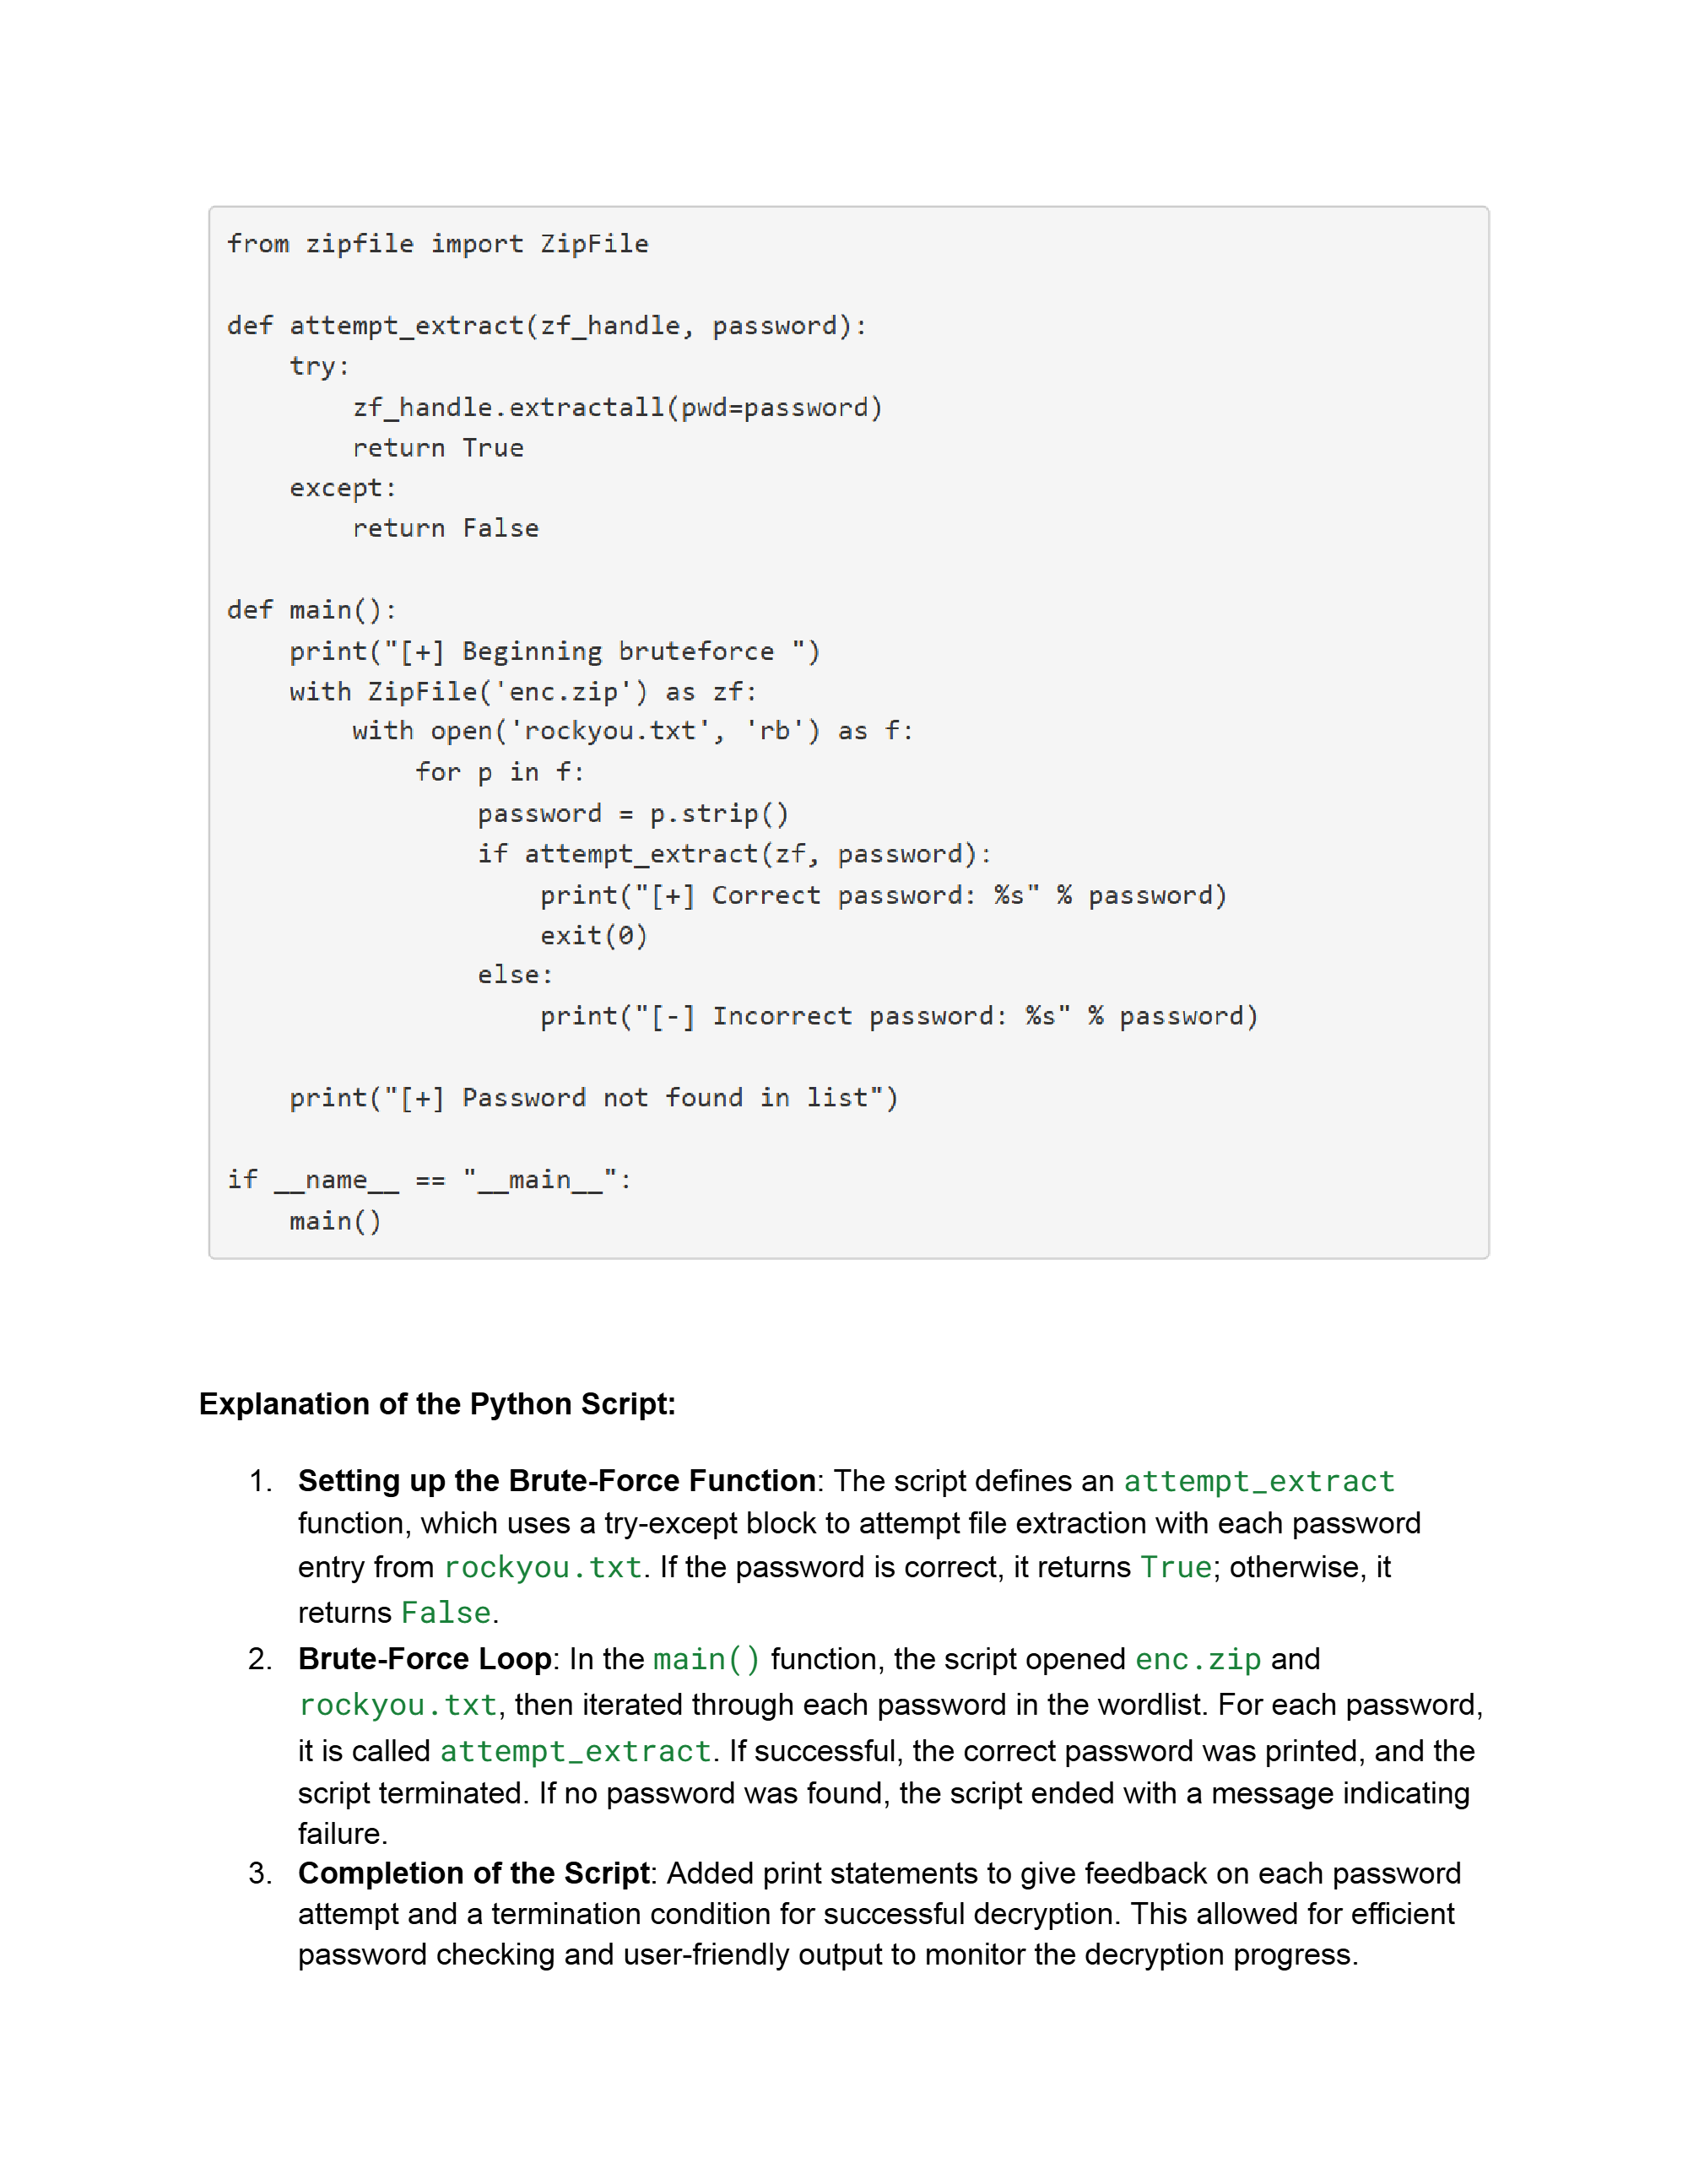 from zipfile import ZipFile

def attempt_extract(zf_handle, password):
    try:
        zf_handle.extractall(pwd=password)
        return True
    except:
        return False

def main():
    print("[+] Beginning bruteforce ")
    with ZipFile('enc.zip') as zf:
        with open('rockyou.txt', 'rb') as f:
            for p in f:
                password = p.strip()
                if attempt_extract(zf, password):
                    print("[+] Correct password: %s" % password)
                    exit(0)
                else:
                    print("[-] Incorrect password: %s" % password)

    print("[+] Password not found in list")

if __name__ == "__main__":
    main()

Explanation of the Python Script:

1. Setting up the Brute-Force Function: The script defines an attempt_extract
function, which uses a try-except block to attempt file extraction with each password
entry from rockyou.txt. If the password is correct, it returns True; otherwise, it
returns False.
2. Brute-Force Loop: In the main() function, the script opened enc.zip and
rockyou.txt, then iterated through each password in the wordlist. For each password,
it is called attempt_extract. If successful, the correct password was printed, and the
script terminated. If no password was found, the script ended with a message indicating
failure.
3. Completion of the Script: Added print statements to give feedback on each password
attempt and a termination condition for successful decryption. This allowed for efficient
password checking and user-friendly output to monitor the decryption progress.